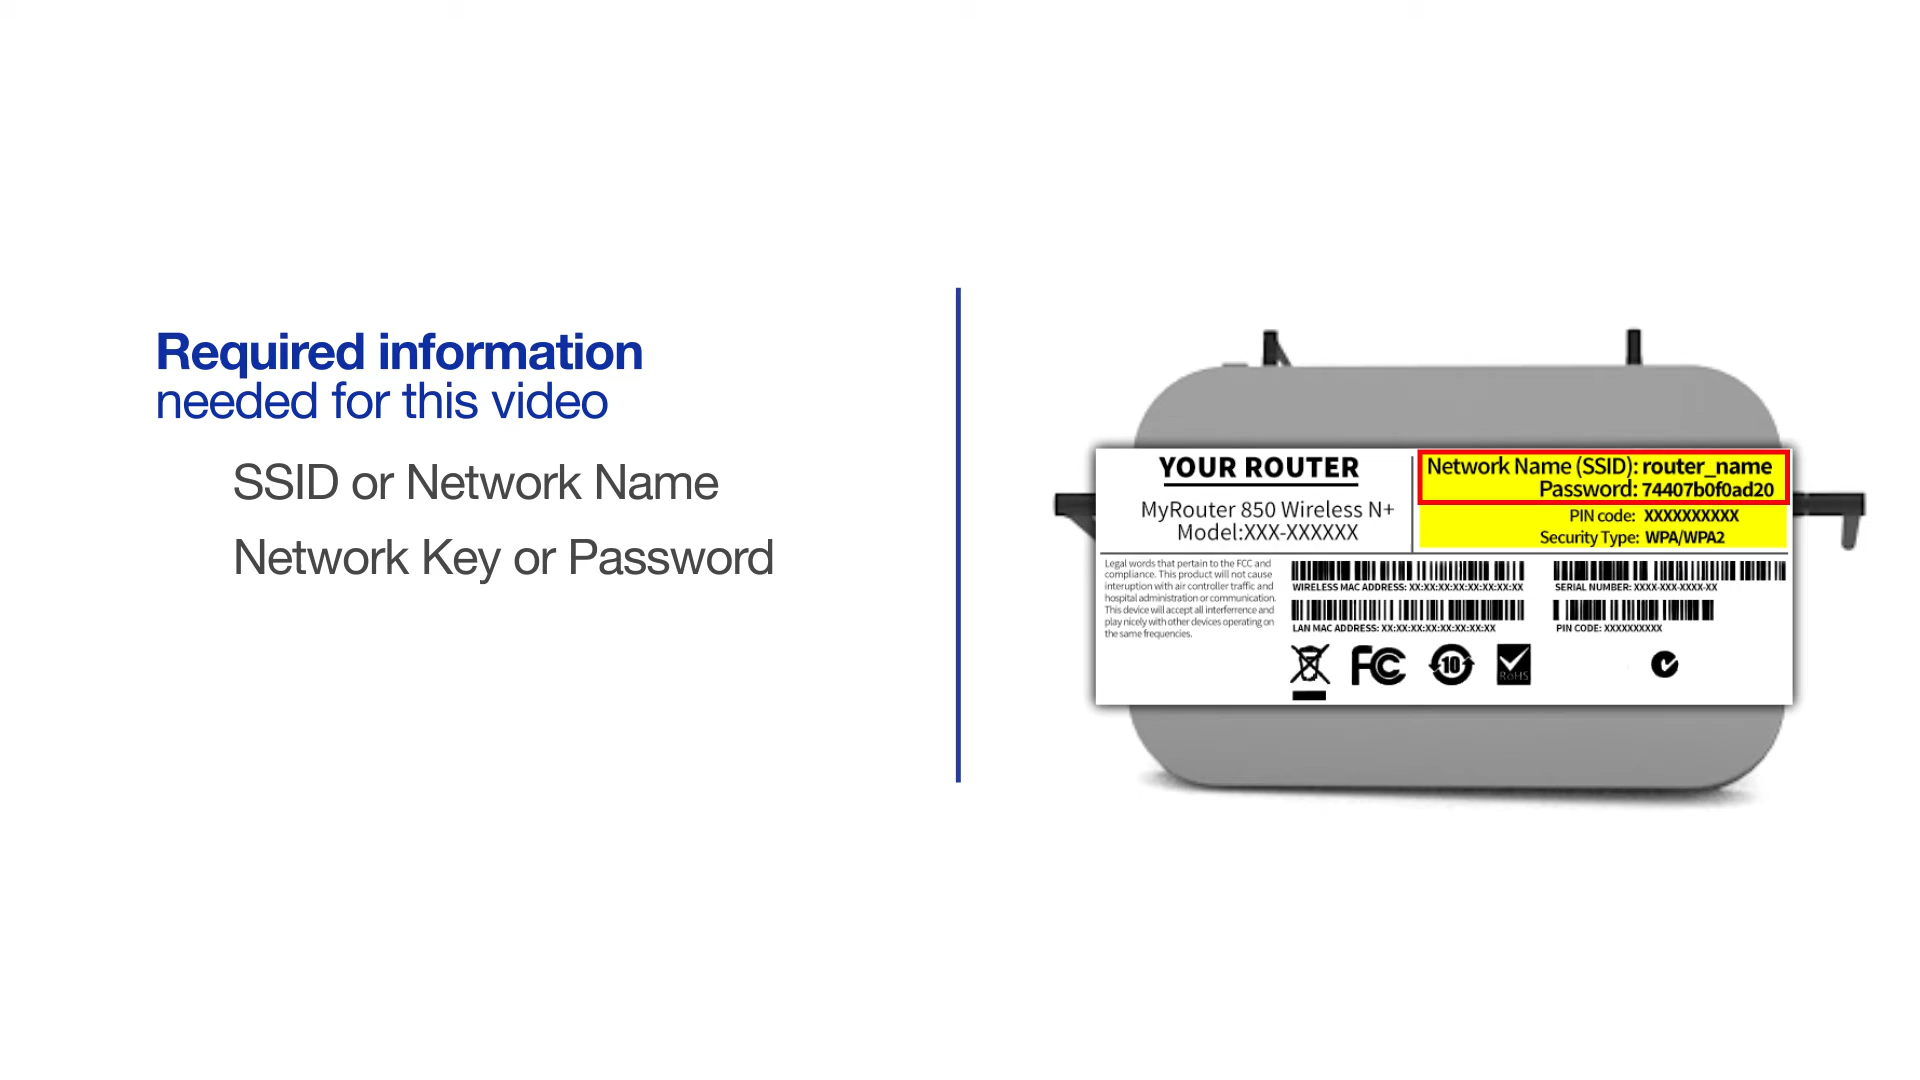 Required information
needed for this video
SSID or Network Name
Network Key or Password
YOUR ROUTER
MyRouter 850 Wireless N+
Model:XXX-XXXXXX
Network Name (SSID): router_name
Password: 74407b0f0ad20
PIN code: XXXXXXXXXX
Security Type: WPA/WPA2
Legal words that pertain to the FCC and
compliance. This product will not cause
interuption with air controller traffic and
hospital administration or communication.
This device will accept all interferrence and
play nicely with other devices operating on
the same frequencies.
WIRELESS MAC ADDRESS: XX:XX:XX:XX:XX:XX:XX:XX
LAN MAC ADDRESS: XX:XX:XX:XX:XX:XX:XX:XX
SERIAL NUMBER: XXXX-XXX-XXXX-XX
PIN CODE: XXXXXXXXXX
FC
10
RoHS